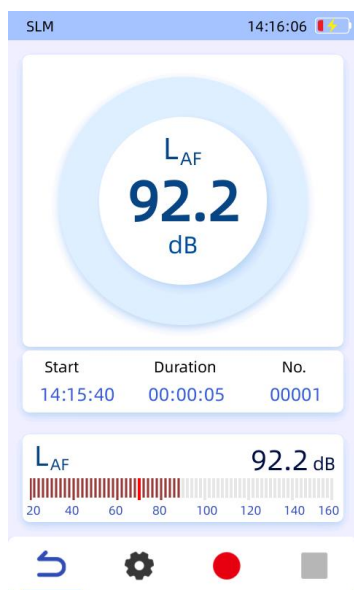 SLM 14:16:06
LAF
92.2
dB
Start Duration No.
14:15:40 00:00:05 00001
LAF 92.2 dB
20 40 60 80 100 120 140 160